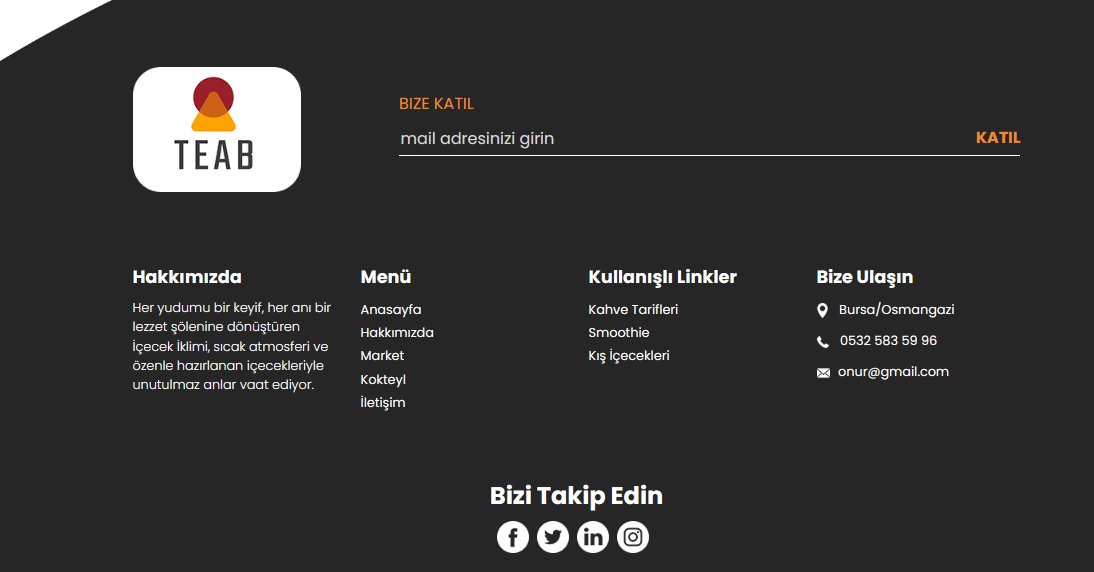 TEAB
BIZE KATIL
mail adresinizi girin
KATIL
Hakkımızda
Her yudumu bir keyif, her anı bir
lezzet şölenine dönüştüren
İçecek İklimi, sıcak atmosferi ve
özenle hazırlanan içecekleriyle
unutulmaz anlar vaat ediyor.
Menü
Anasayfa
Hakkımızda
Market
Kokteyl
İletişim
Kullanışlı Linkler
Kahve Tarifleri
Smoothie
Kış İçecekleri
Bize Ulaşın
Bursa/Osmangazi
0532 583 59 96
onur@gmail.com
Bizi Takip Edin